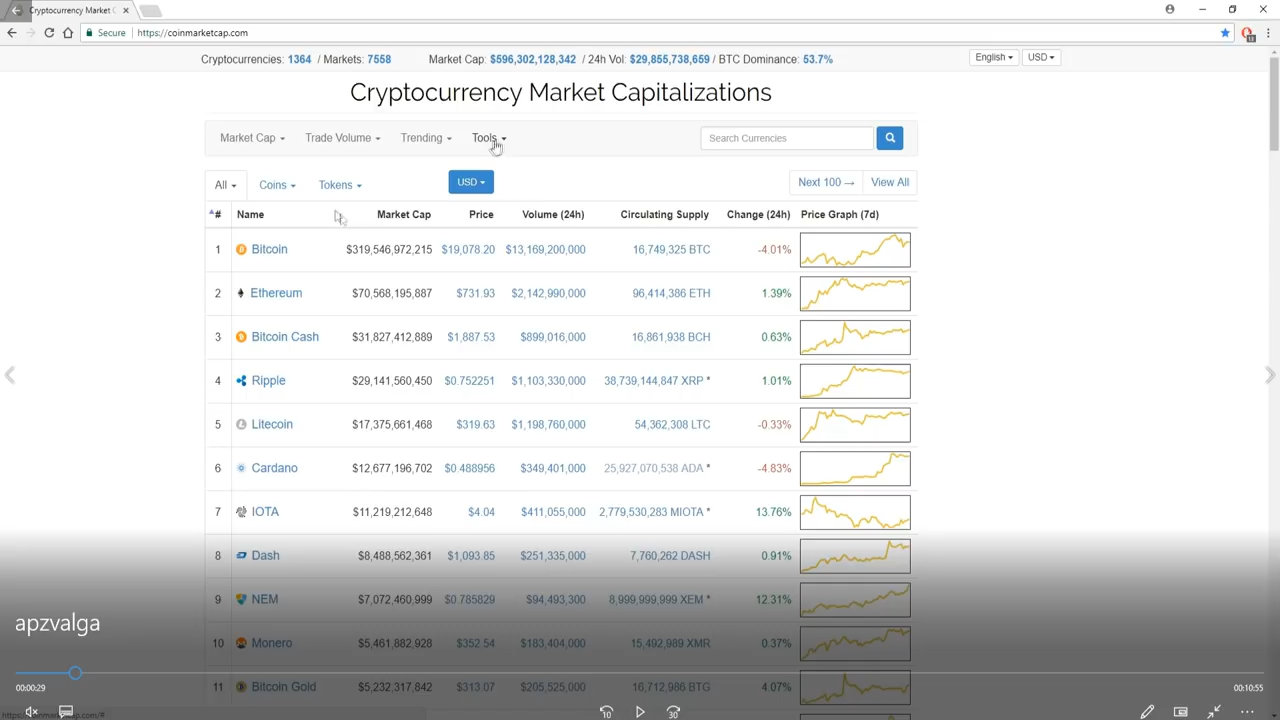 Cryptocurrency Market C
Secure https://coinmarketcap.com
Cryptocurrencies: 1364 / Markets: 7558 Market Cap: $596,302,128,342 / 24h Vol: $29,855,738,659 / BTC Dominance: 53.7% English USD
Cryptocurrency Market Capitalizations
Market Cap Trade Volume Trending Tools Search Currencies
All Coins Tokens USD Next 100 → View All
# Name Market Cap Price Volume (24h) Circulating Supply Change (24h) Price Graph (7d)
1 Bitcoin $319,546,972,215 $19,078.20 $13,169,200,000 16,749,325 BTC -4.01%
2 Ethereum $70,568,195,887 $731.93 $2,142,990,000 96,414,386 ETH 1.39%
3 Bitcoin Cash $31,827,412,889 $1,887.53 $899,016,000 16,861,938 BCH 0.63%
4 Ripple $29,141,560,450 $0.752251 $1,103,330,000 38,739,144,847 XRP * 1.01%
5 Litecoin $17,375,661,468 $319.63 $1,198,760,000 54,362,308 LTC -0.33%
6 Cardano $12,677,196,702 $0.488956 $349,401,000 25,927,070,538 ADA * -4.83%
7 IOTA $11,219,212,648 $4.04 $411,055,000 2,779,530,283 MIOTA * 13.76%
8 Dash $8,488,562,361 $1,093.85 $251,335,000 7,760,262 DASH 0.91%
9 NEM $7,072,460,999 $0.785829 $94,493,300 8,999,999,999 XEM * 12.31%
apzvalga
10 Monero $5,461,882,928 $352.54 $183,404,000 15,492,989 XMR 0.37%
11 Bitcoin Gold $5,232,317,842 $313.07 $205,525,000 16,712,986 BTG 4.07%
00:00:29 00:10:55
10 30